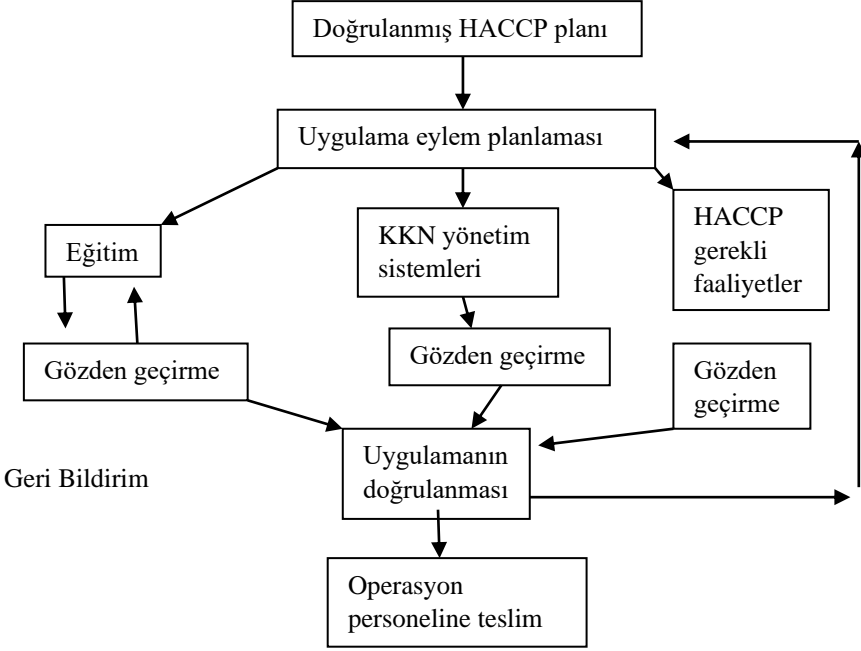 Doğrulanmış HACCP planı
Uygulama eylem planlaması
Eğitim
KKN yönetim
sistemleri
HACCP
gerekli
faaliyetler
Gözden geçirme
Gözden geçirme
Gözden
geçirme
Geri Bildirim
Uygulamanın
doğrulanması
Operasyon
personeline teslim